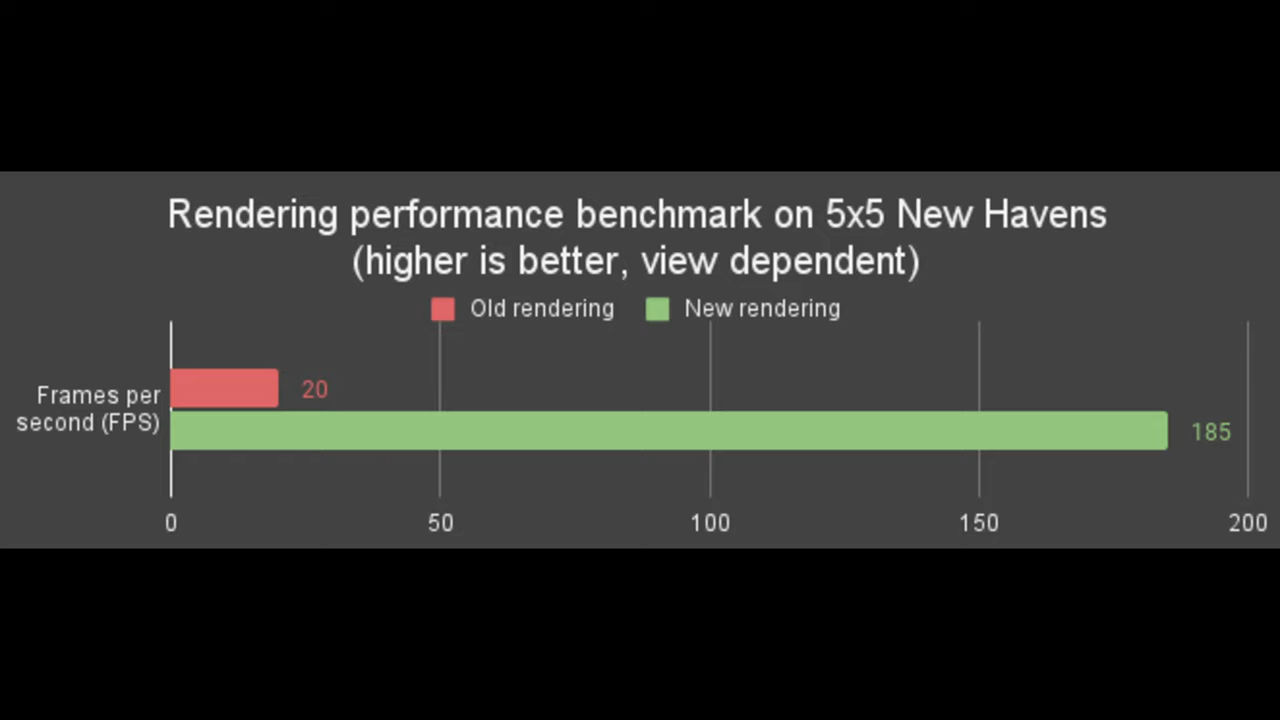 Rendering performance benchmark on 5x5 New Havens
(higher is better, view dependent)
Old rendering
New rendering
Frames per
second (FPS)
20
185
0
50
100
150
200